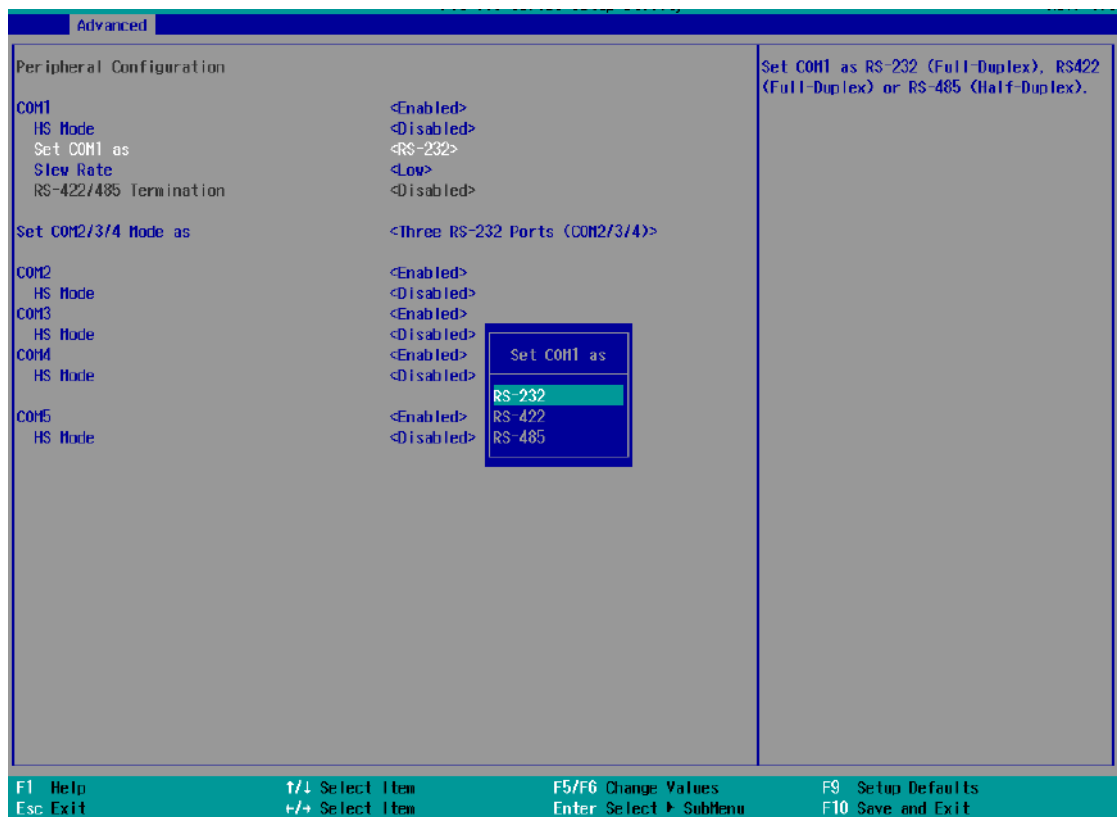 Advanced
Peripheral Configuration
COM1 <Enabled>
HS Mode <Disabled>
Set COM1 as <RS-232>
Slew Rate <Low>
RS-422/485 Termination <Disabled>
Set COM2/3/4 Mode as <Three RS-232 Ports (COM2/3/4)>
COM2 <Enabled>
HS Mode <Disabled>
COM3 <Enabled>
HS Mode <Disabled>
COM4 <Enabled>
HS Mode <Disabled>
COM5 <Enabled>
HS Mode <Disabled>
Set COM1 as
RS-232
RS-422
RS-485
Set COM1 as RS-232 (Full-Duplex), RS422
(Full-Duplex) or RS-485 (Half-Duplex).
F1 Help ↑/↓ Select Item F5/F6 Change Values F9 Setup Defaults
Esc Exit ←/→ Select Item Enter Select ▶ SubMenu F10 Save and Exit